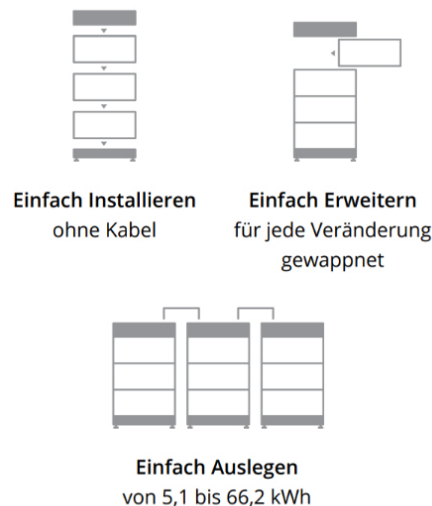 Einfach Installieren
ohne Kabel
Einfach Erweitern
für jede Veränderung
gewappnet
Einfach Auslegen
von 5,1 bis 66,2 kWh